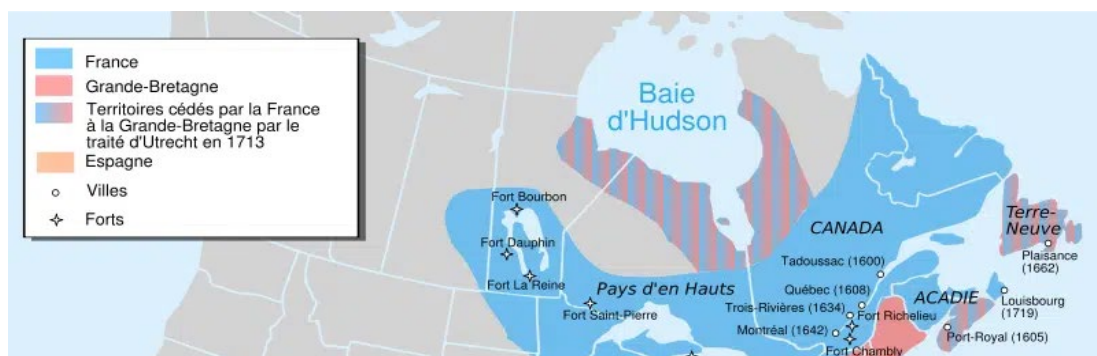 France
Grande-Bretagne
Territoires cédés par la France
à la Grande-Bretagne par le
traité d'Utrecht en 1713
Espagne
Villes
Forts
Baie
d'Hudson
Fort Bourbon
Fort Dauphin
Fort La Reine
Pays d'en Hauts
Fort Saint-Pierre
CANADA
Terre-
Neuve
Plaisance
(1662)
Tadoussac (1600)
Québec (1608)
Trois-Rivières (1634)
Montréal (1642)
Fort Richelieu
Fort Chambly
ACADIE
Louisbourg
(1719)
Port-Royal (1605)